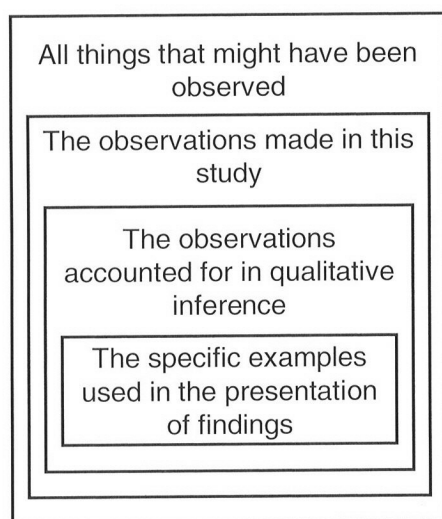 All things that might have been
observed
The observations made in this
study
The observations
accounted for in qualitative
inference
The specific examples
used in the presentation
of findings